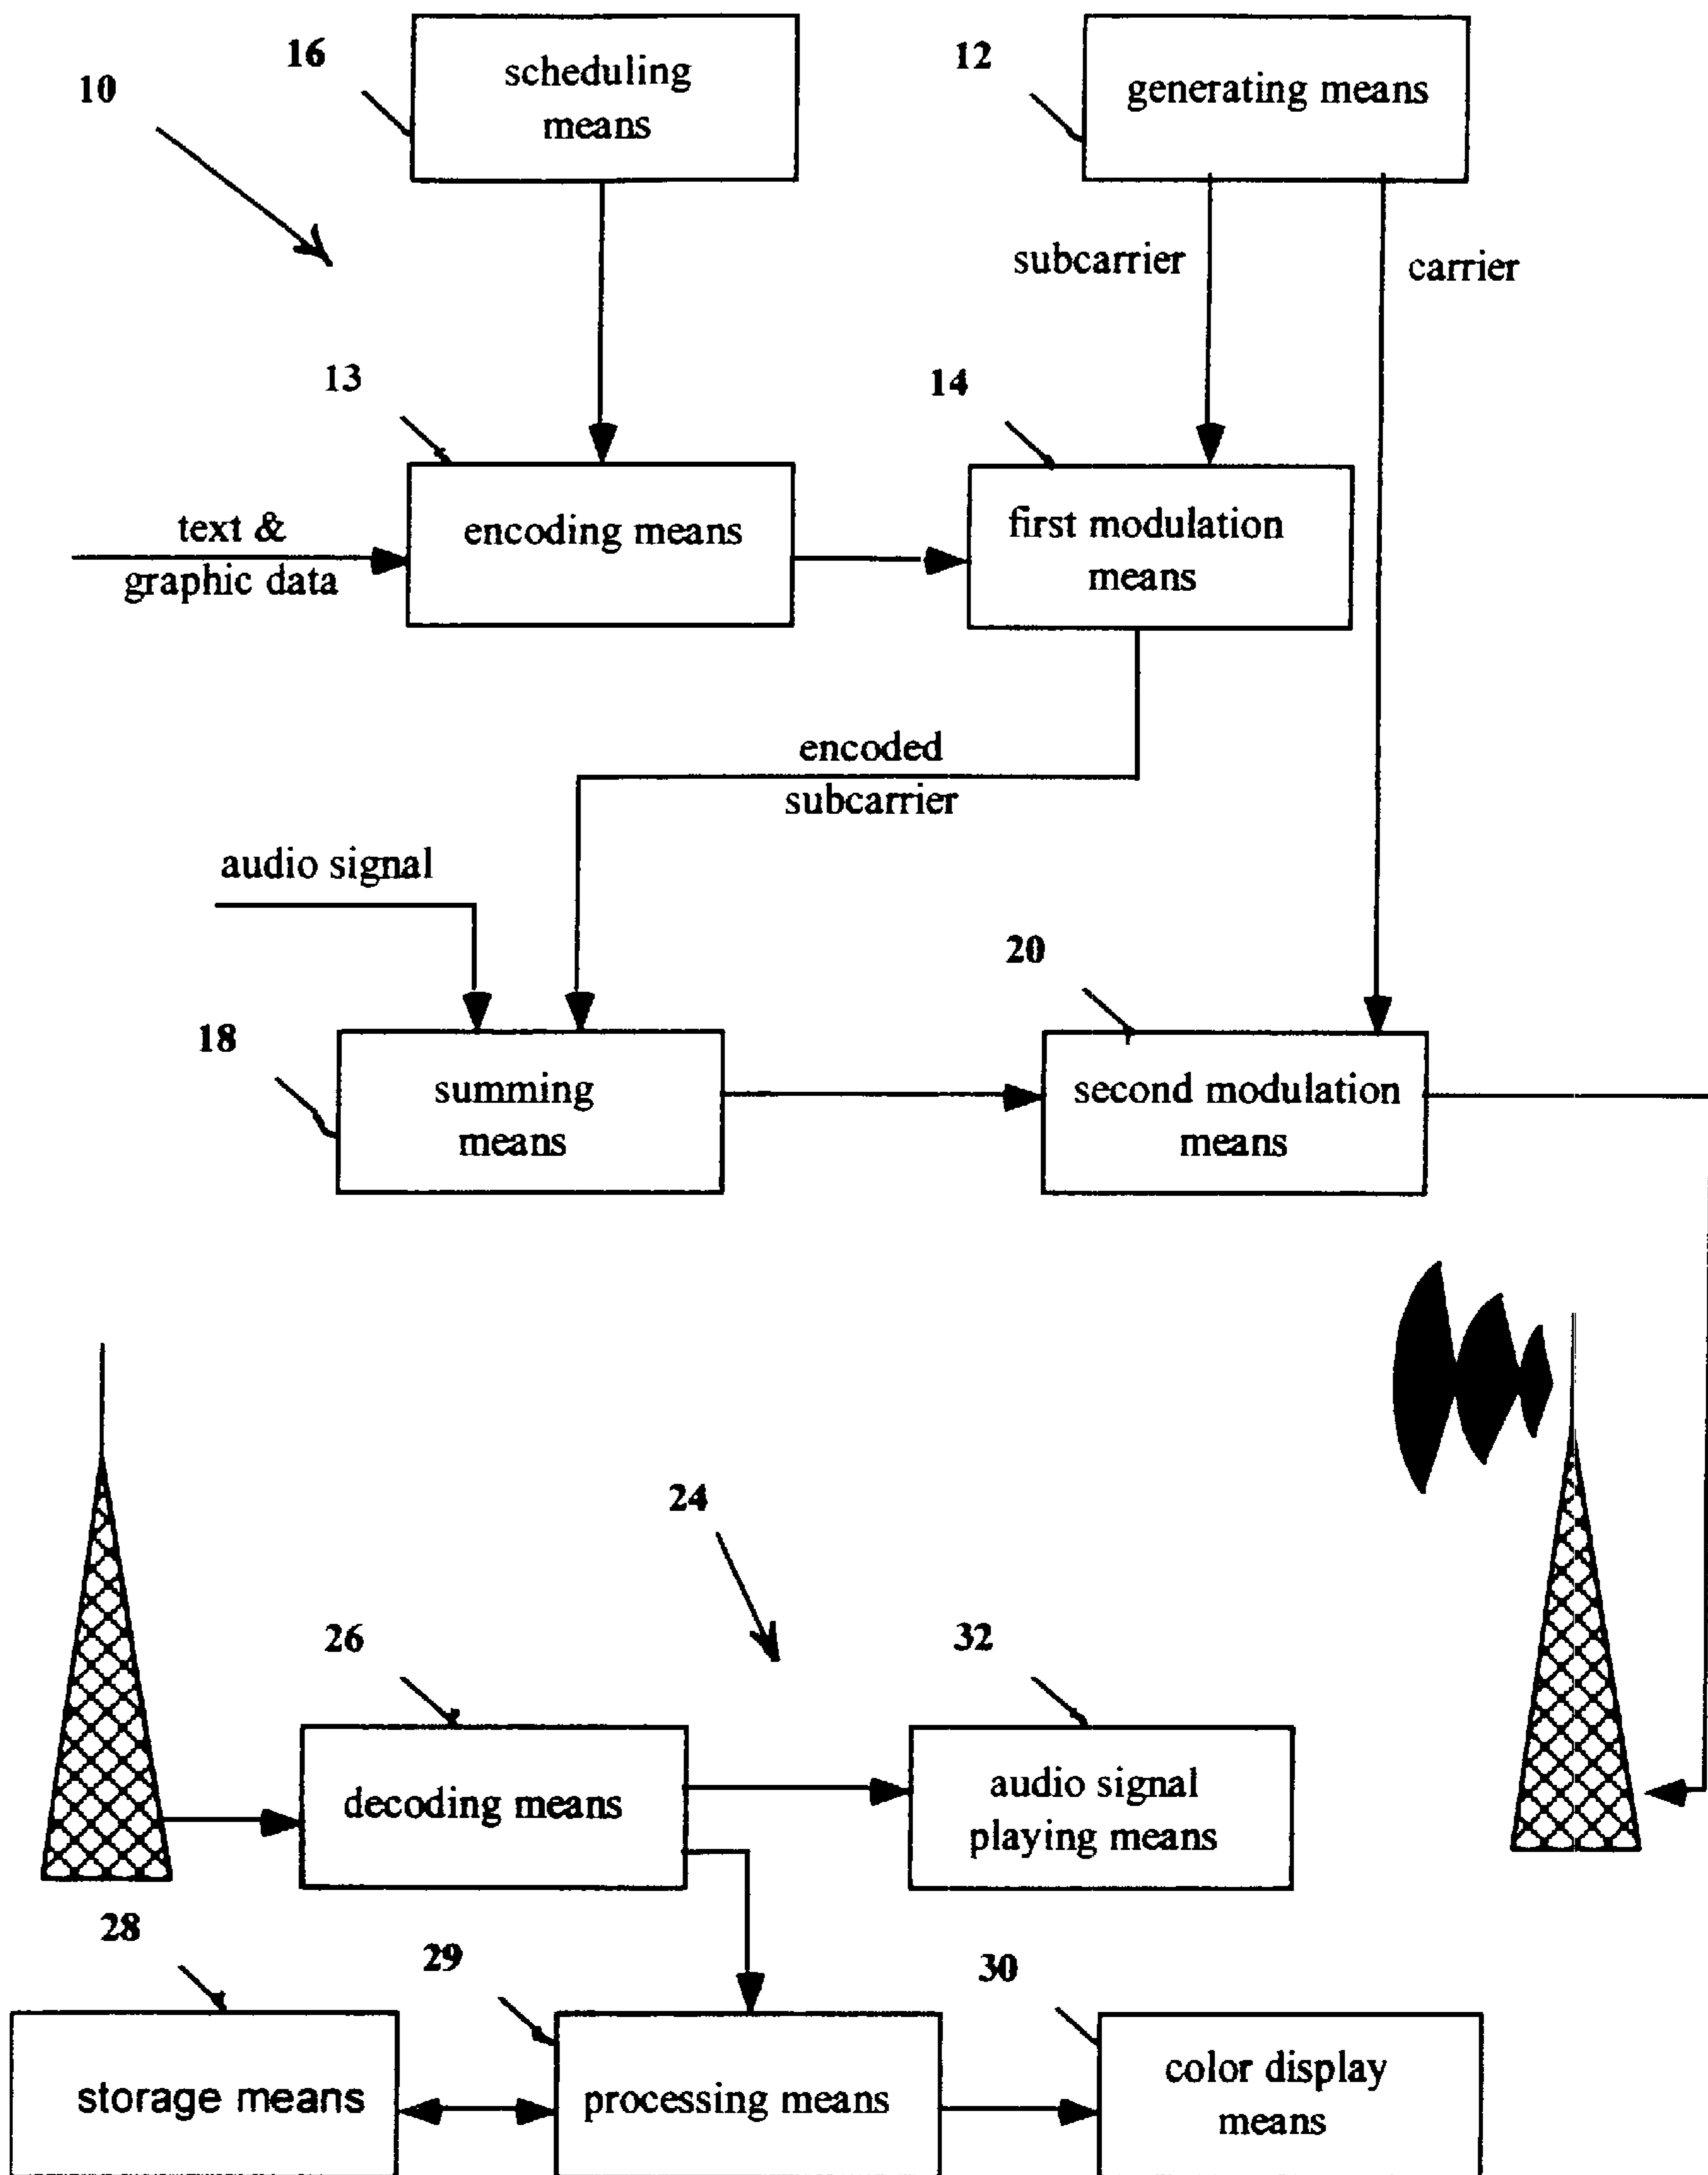 16
scheduling
means
12
generating means
10
subcarrier
carrier
13
14
text &
graphic data
encoding means
first modulation
means
encoded
subcarrier
audio signal
20
18
summing
means
second modulation
means
24
26
32
decoding means
audio signal
playing means
28
29
30
storage means
processing means
color display
means